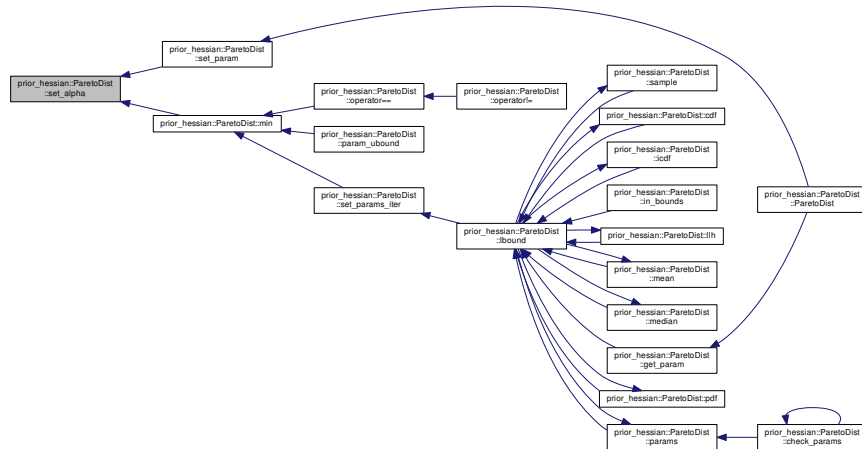 prior_hessian::ParetoDist
::set_alpha
prior_hessian::ParetoDist
::set_param
prior_hessian::ParetoDist::min
prior_hessian::ParetoDist
::operator==
prior_hessian::ParetoDist
::param_ubound
prior_hessian::ParetoDist
::set_params_iter
prior_hessian::ParetoDist
::operator!=
prior_hessian::ParetoDist
::lbound
prior_hessian::ParetoDist
::sample
prior_hessian::ParetoDist::cdf
prior_hessian::ParetoDist
::icdf
prior_hessian::ParetoDist
::in_bounds
prior_hessian::ParetoDist::llh
prior_hessian::ParetoDist
::mean
prior_hessian::ParetoDist
::median
prior_hessian::ParetoDist
::get_param
prior_hessian::ParetoDist::pdf
prior_hessian::ParetoDist
::params
prior_hessian::ParetoDist
::ParetoDist
prior_hessian::ParetoDist
::check_params